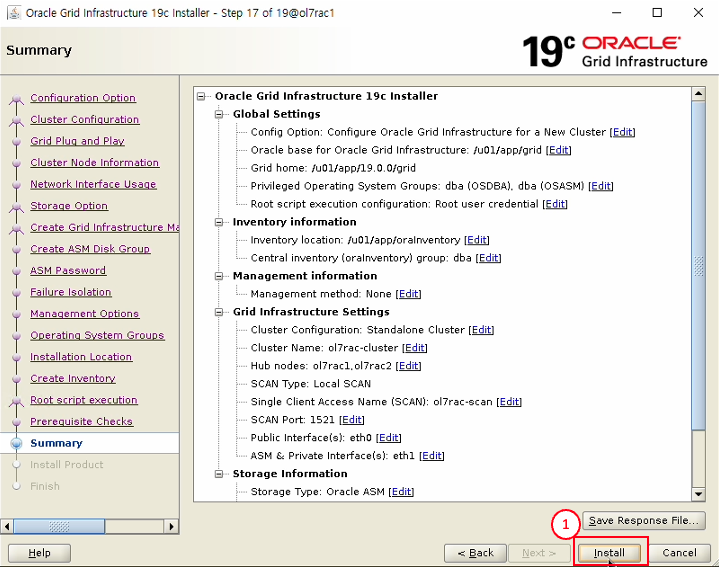 Oracle Grid Infrastructure 19c Installer - Step 17 of 19@ol7rac1
Summary
19c ORACLE
Grid Infrastructure
Configuration Option
Cluster Configuration
Grid Plug and Play
Cluster Node Information
Network Interface Usage
Storage Option
Create Grid Infrastructure Ma
Create ASM Disk Group
ASM Password
Failure Isolation
Management Options
Operating System Groups
Installation Location
Create Inventory
Root script execution
Prerequisite Checks
Summary
Install Product
Finish
Oracle Grid Infrastructure 19c Installer
Global Settings
Config Option: Configure Oracle Grid Infrastructure for a New Cluster [Edit]
Oracle base for Oracle Grid Infrastructure: /u01/app/grid [Edit]
Grid home: /u01/app/19.0.0/grid
Privileged Operating System Groups: dba (OSDBA), dba (OSASM) [Edit]
Root script execution configuration: Root user credential [Edit]
Inventory information
Inventory location: /u01/app/oraInventory [Edit]
Central inventory (oraInventory) group: dba [Edit]
Management information
Management method: None [Edit]
Grid Infrastructure Settings
Cluster Configuration: Standalone Cluster [Edit]
Cluster Name: ol7rac-cluster [Edit]
Hub nodes: ol7rac1,ol7rac2 [Edit]
SCAN Type: Local SCAN
Single Client Access Name (SCAN): ol7rac-scan [Edit]
SCAN Port: 1521 [Edit]
Public Interface(s): eth0 [Edit]
ASM & Private Interface(s): eth1 [Edit]
Storage Information
Storage Type: Oracle ASM [Edit]
Save Response File...
1
Help
< Back
Next >
Install
Cancel